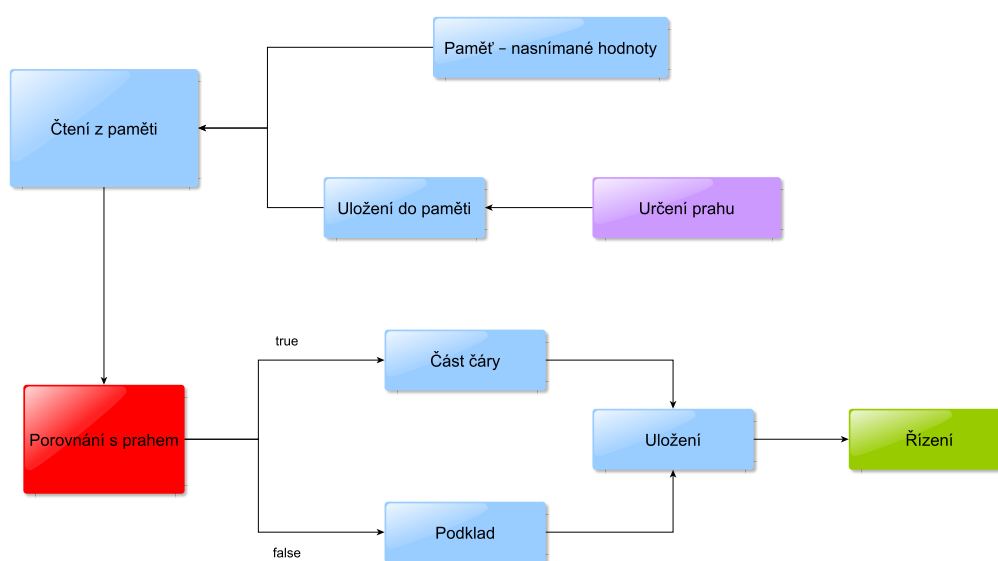 Paměť – nasnímané hodnoty
Čtení z paměti
Uložení do paměti
Určení prahu
true
Část čáry
Porovnání s prahem
Uložení
Řízení
Podklad
false